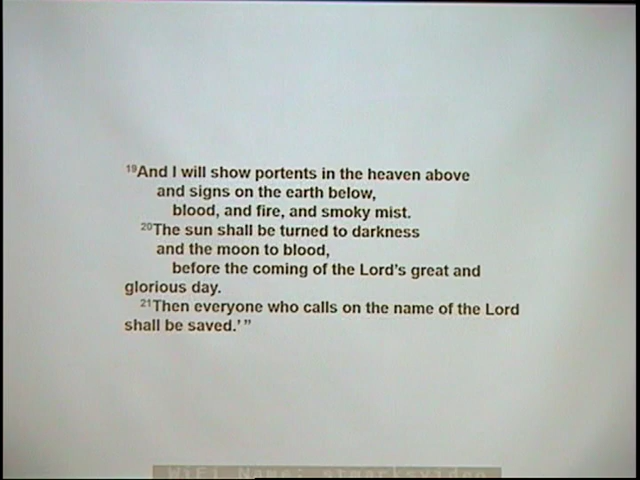 19And I will show portents in the heaven above
and signs on the earth below,
blood, and fire, and smoky mist.
20The sun shall be turned to darkness
and the moon to blood,
before the coming of the Lord's great and
glorious day.
21Then everyone who calls on the name of the Lord
shall be saved.' ”
WiFi Name: stmarksvideo